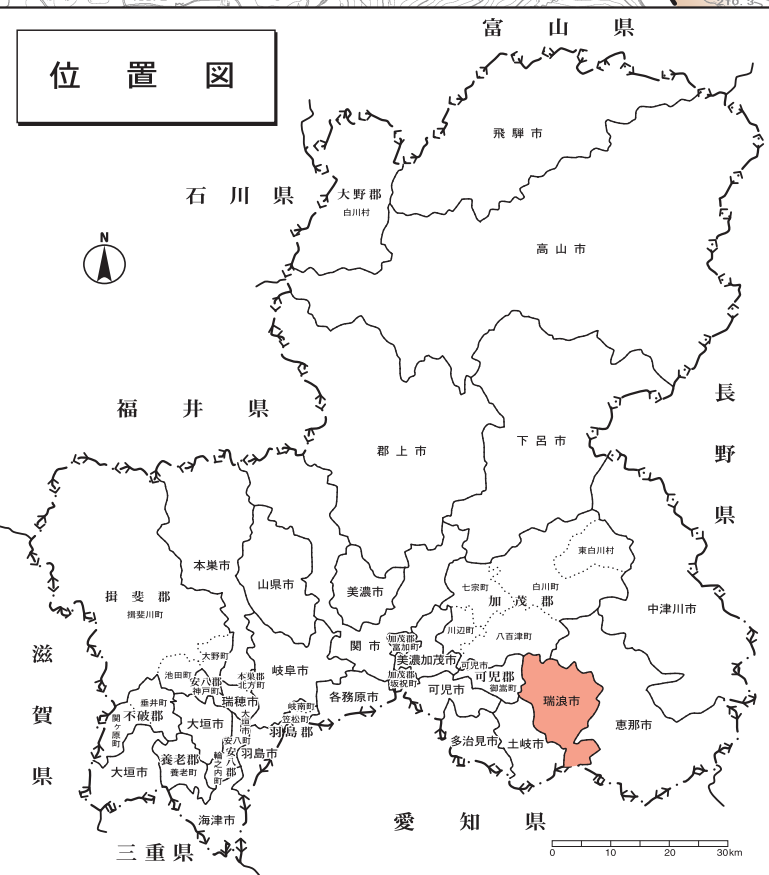 富山県
位置図
飛騨市
石川県
大野郡
白川村
N
高山市
福井県
長野県
郡上市
下呂市
東白川村
本巣市
山県市
美濃市
七宗町
白川町
加茂郡
中津川市
揖斐郡
揖斐川町
川辺町
八百津町
大野町
関市
加茂郡
富加町
滋賀県
池田町
安八郡
神戸町
本巣郡
北方町
岐阜市
美濃加茂市
可児市
可児郡
御嵩町
加茂郡
坂祝町
可児市
各務原市
瑞浪市
垂井町
不破郡
関ヶ原町
瑞穂市
岐南町
笠松町
羽島郡
大垣市
大垣市
安八町
安八郡
輪之内町
羽島市
多治見市
土岐市
恵那市
大垣市
養老郡
養老町
海津市
愛知県
三重県
0 10 20 30km